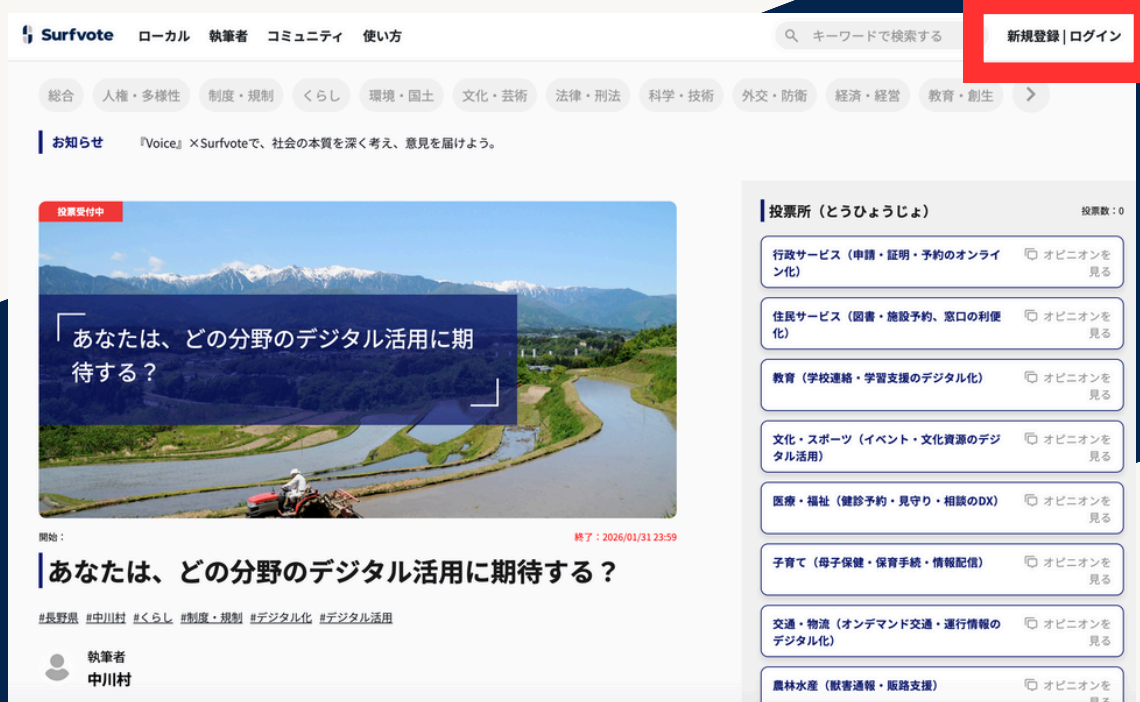 Surfvote ローカル 執筆者 コミュニティ 使い方 キーワードで検索する 新規登録 | ログイン
総合 人権・多様性 制度・規制 くらし 環境・国土 文化・芸術 法律・刑法 科学・技術 外交・防衛 経済・経営 教育・創生
お知らせ 『Voice』×Surfvoteで、社会の本質を深く考え、意見を届けよう。
投票受付中
あなたは、どの分野のデジタル活用に期
待する？
開始： 終了：2026/01/31 23:59
あなたは、どの分野のデジタル活用に期待する？
#長野県 #中川村 #くらし #制度・規制 #デジタル化 #デジタル活用
執筆者
中川村
投票所（とうひょうじょ） 投票数：0
行政サービス（申請・証明・予約のオンライ
ン化）
オピニオンを
見る
住民サービス（図書・施設予約、窓口の利便
化）
オピニオンを
見る
教育（学校連絡・学習支援のデジタル化）
オピニオンを
見る
文化・スポーツ（イベント・文化資源のデジ
タル活用）
オピニオンを
見る
医療・福祉（健診予約・見守り・相談のDX）
オピニオンを
見る
子育て（母子保健・保育手続・情報配信）
オピニオンを
見る
交通・物流（オンデマンド交通・運行情報の
デジタル化）
オピニオンを
見る
農林水産（獣害通報・販路支援）
オピニオンを
見る